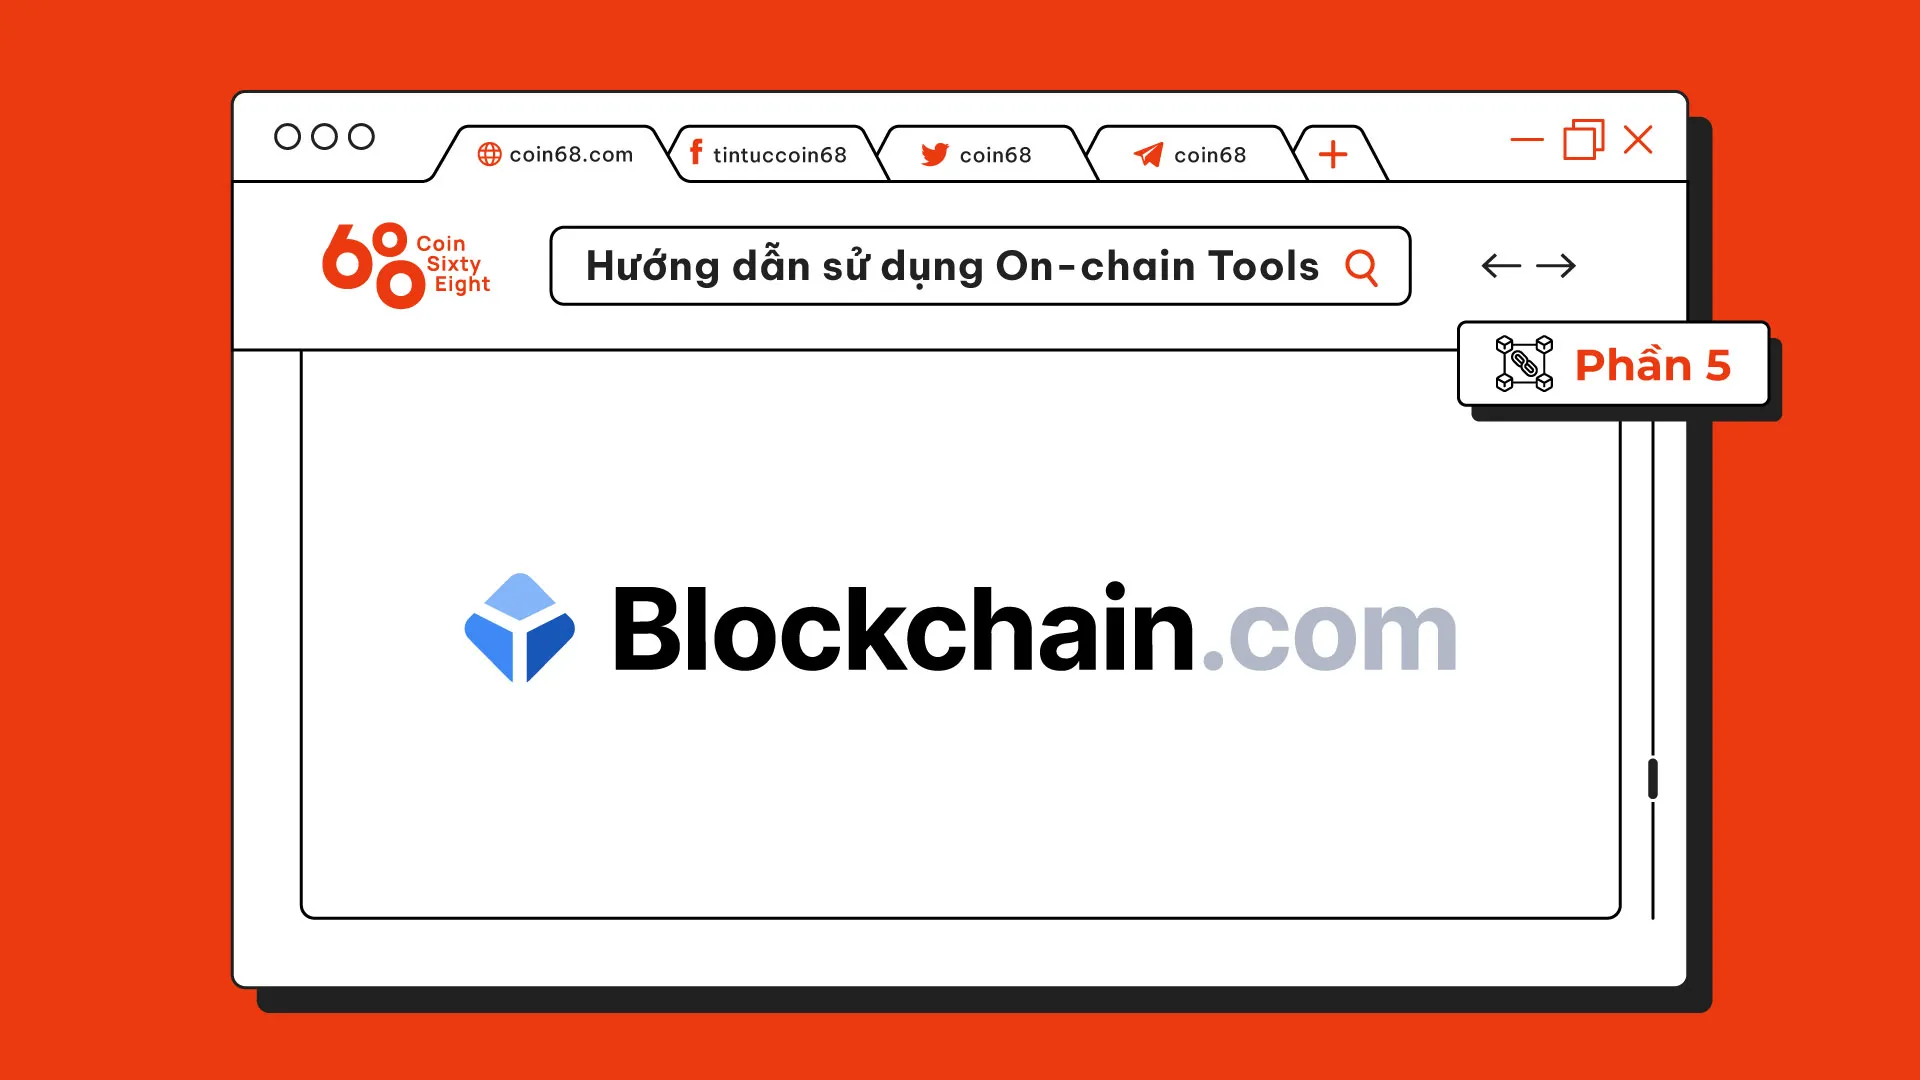 coin68.com
tintuccoin68
coin68
coin68
68 Coin
Sixty
Eight
Hướng dẫn sử dụng On-chain Tools
Phần 5
Blockchain.com